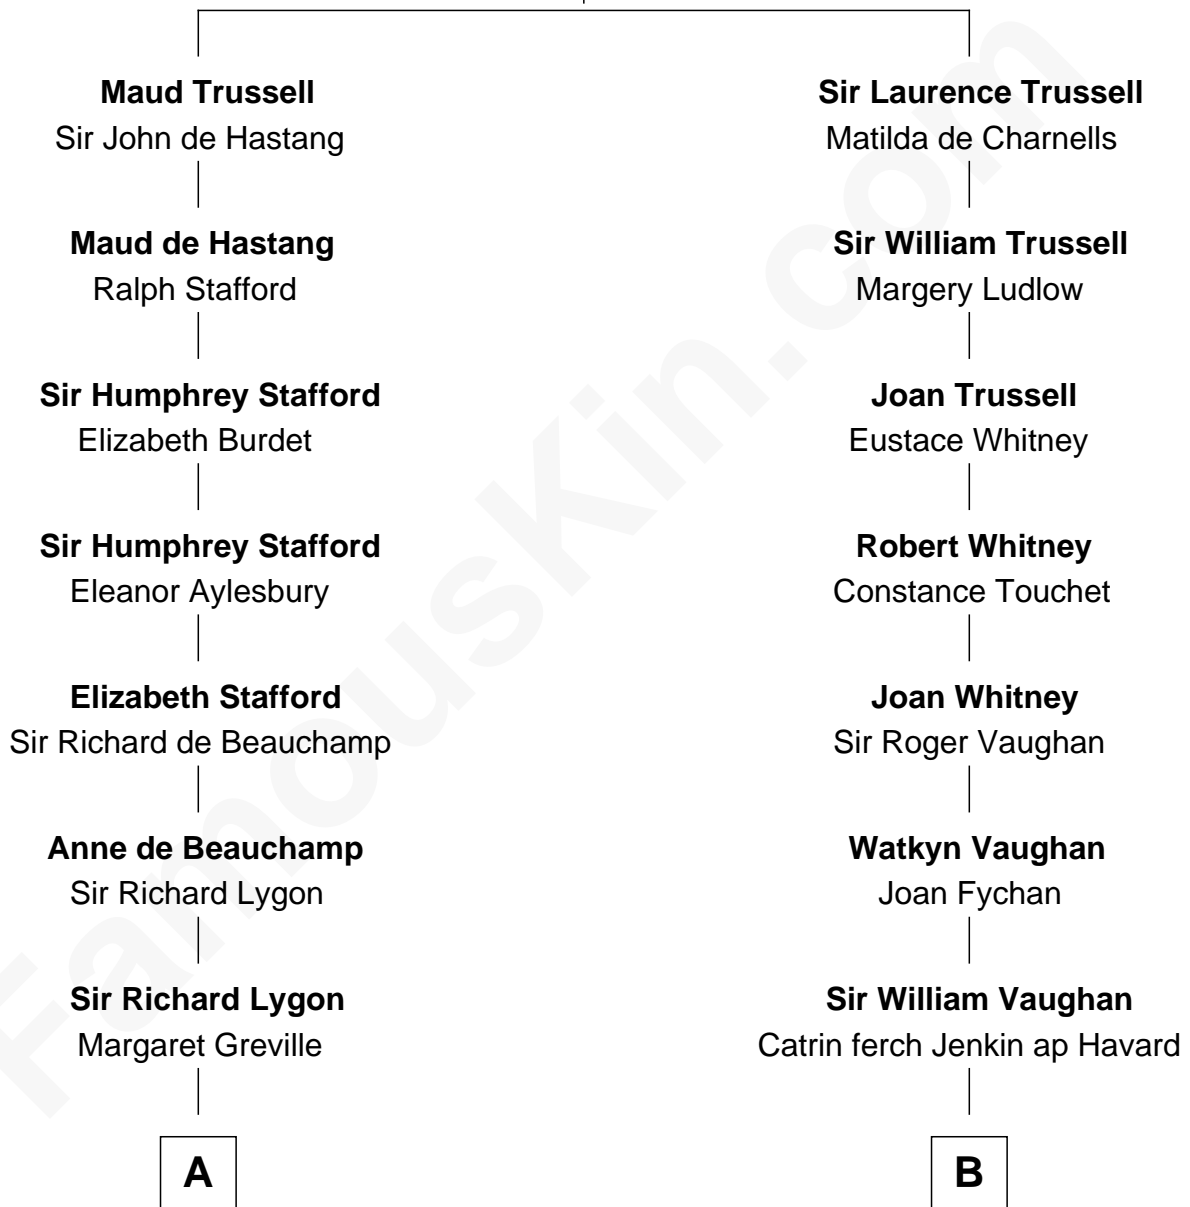 Maud Trussell
Sir John de Hastang
Maud de Hastang
Ralph Stafford
Sir Humphrey Stafford
Elizabeth Burdet
Sir Humphrey Stafford
Eleanor Aylesbury
Elizabeth Stafford
Sir Richard de Beauchamp
Anne de Beauchamp
Sir Richard Lygon
Sir Richard Lygon
Margaret Greville
A
Sir Laurence Trussell
Matilda de Charnells
Sir William Trussell
Margery Ludlow
Joan Trussell
Eustace Whitney
Robert Whitney
Constance Touchet
Joan Whitney
Sir Roger Vaughan
Watkyn Vaughan
Joan Fychan
Sir William Vaughan
Catrin ferch Jenkin ap Havard
B
FamousKin.com